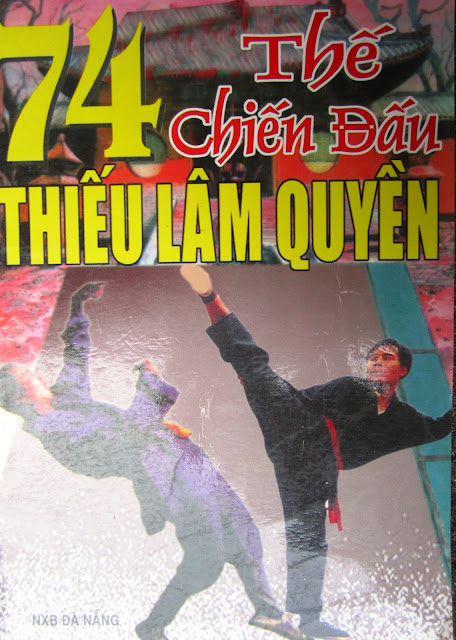 74
Thế
Chiến Đấu
THIẾU LÂM QUYỀN
NXB ĐÀ NẴNG